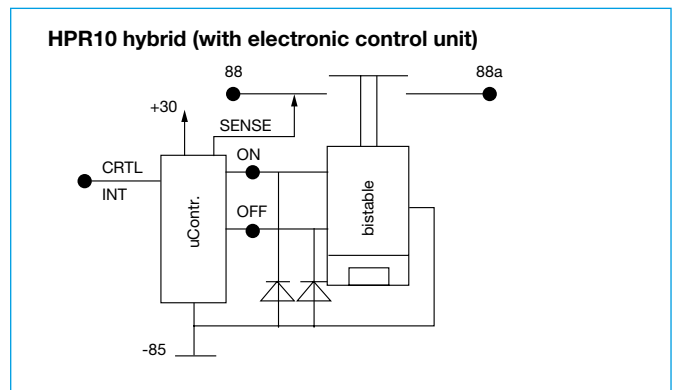 HPR10 hybrid (with electronic control unit)
88
88a
+30
SENSE
CRTL
ON
INT
OFF
uContr.
bistable
-85